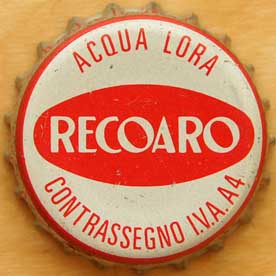 ACQUA LORA
RECOARO
CONTRASSEGNO I.V.A. A4